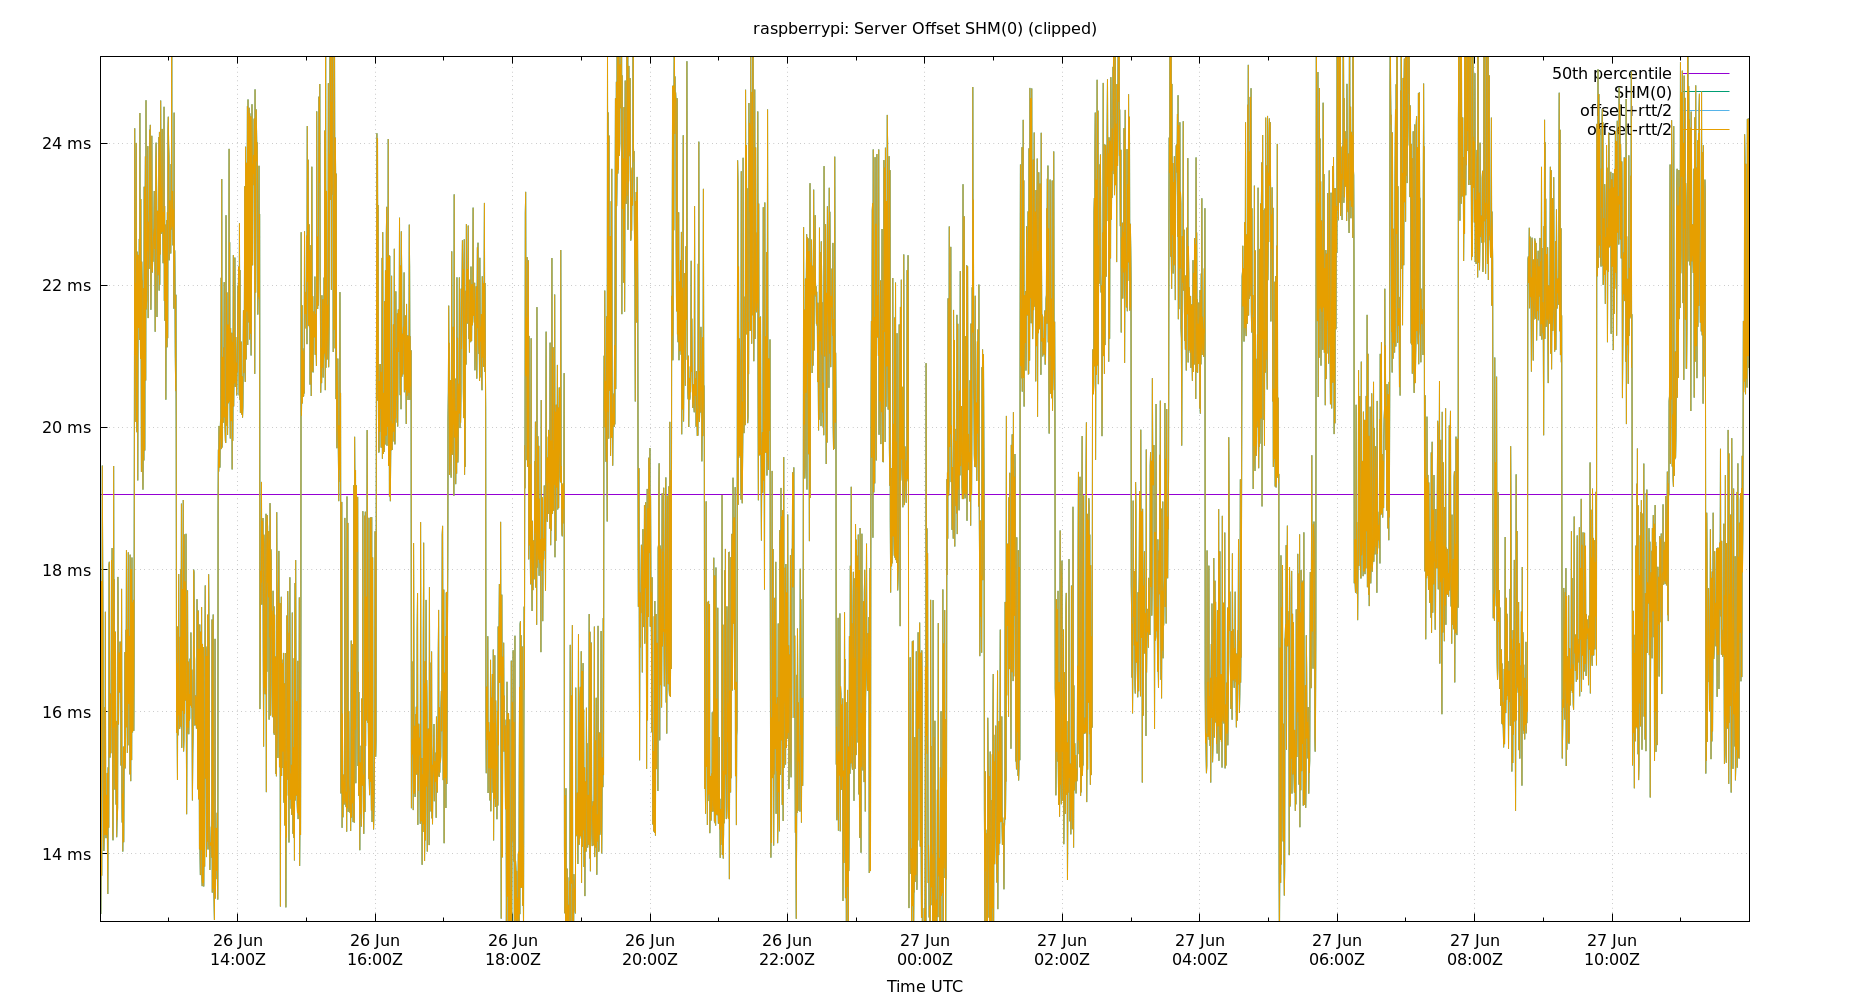 raspberrypi: Server Offset SHM(0) (clipped)
50th percentile
SHM(0)
offset+rtt/2
offset-rtt/2
24 ms
22 ms
20 ms
18 ms
16 ms
14 ms
26 Jun 26 Jun 26 Jun 26 Jun 26 Jun 27 Jun 27 Jun 27 Jun 27 Jun 27 Jun 27 Jun
14:00Z 16:00Z 18:00Z 20:00Z 22:00Z 00:00Z 02:00Z 04:00Z 06:00Z 08:00Z 10:00Z
Time UTC